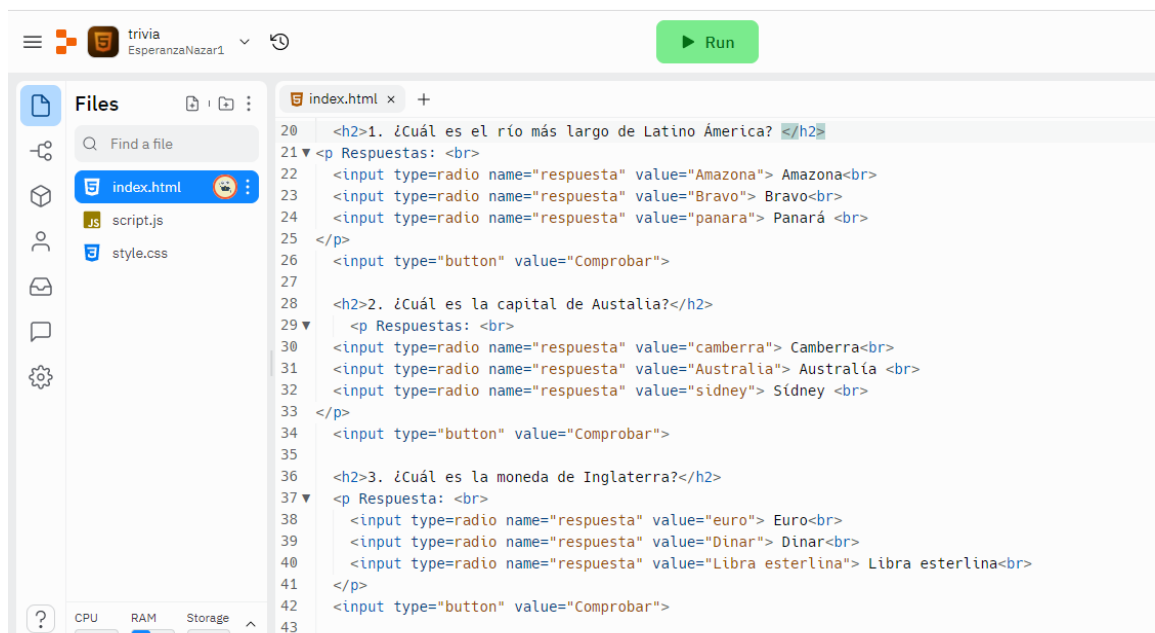 trivia
EsperanzaNazar1
Run
Files
Find a file
index.html
script.js
style.css
CPU RAM Storage
index.html × +
20 <h2>1. ¿Cuál es el río más largo de Latino Ámerica? </h2>
21 <p Respuestas: <br>
22 <input type=radio name="respuesta" value="Amazona"> Amazona<br>
23 <input type=radio name="respuesta" value="Bravo"> Bravo<br>
24 <input type=radio name="respuesta" value="panara"> Panará <br>
25 </p>
26 <input type="button" value="Comprobar">
27
28 <h2>2. ¿Cuál es la capital de Austalia?</h2>
29 <p Respuestas: <br>
30 <input type=radio name="respuesta" value="camberra"> Camberra<br>
31 <input type=radio name="respuesta" value="Australia"> Australía <br>
32 <input type=radio name="respuesta" value="sidney"> Sídney <br>
33 </p>
34 <input type="button" value="Comprobar">
35
36 <h2>3. ¿Cuál es la moneda de Inglaterra?</h2>
37 <p Respuesta: <br>
38 <input type=radio name="respuesta" value="euro"> Euro<br>
39 <input type=radio name="respuesta" value="Dinar"> Dinar<br>
40 <input type=radio name="respuesta" value="Libra esterlina"> Libra esterlina<br>
41 </p>
42 <input type="button" value="Comprobar">
43